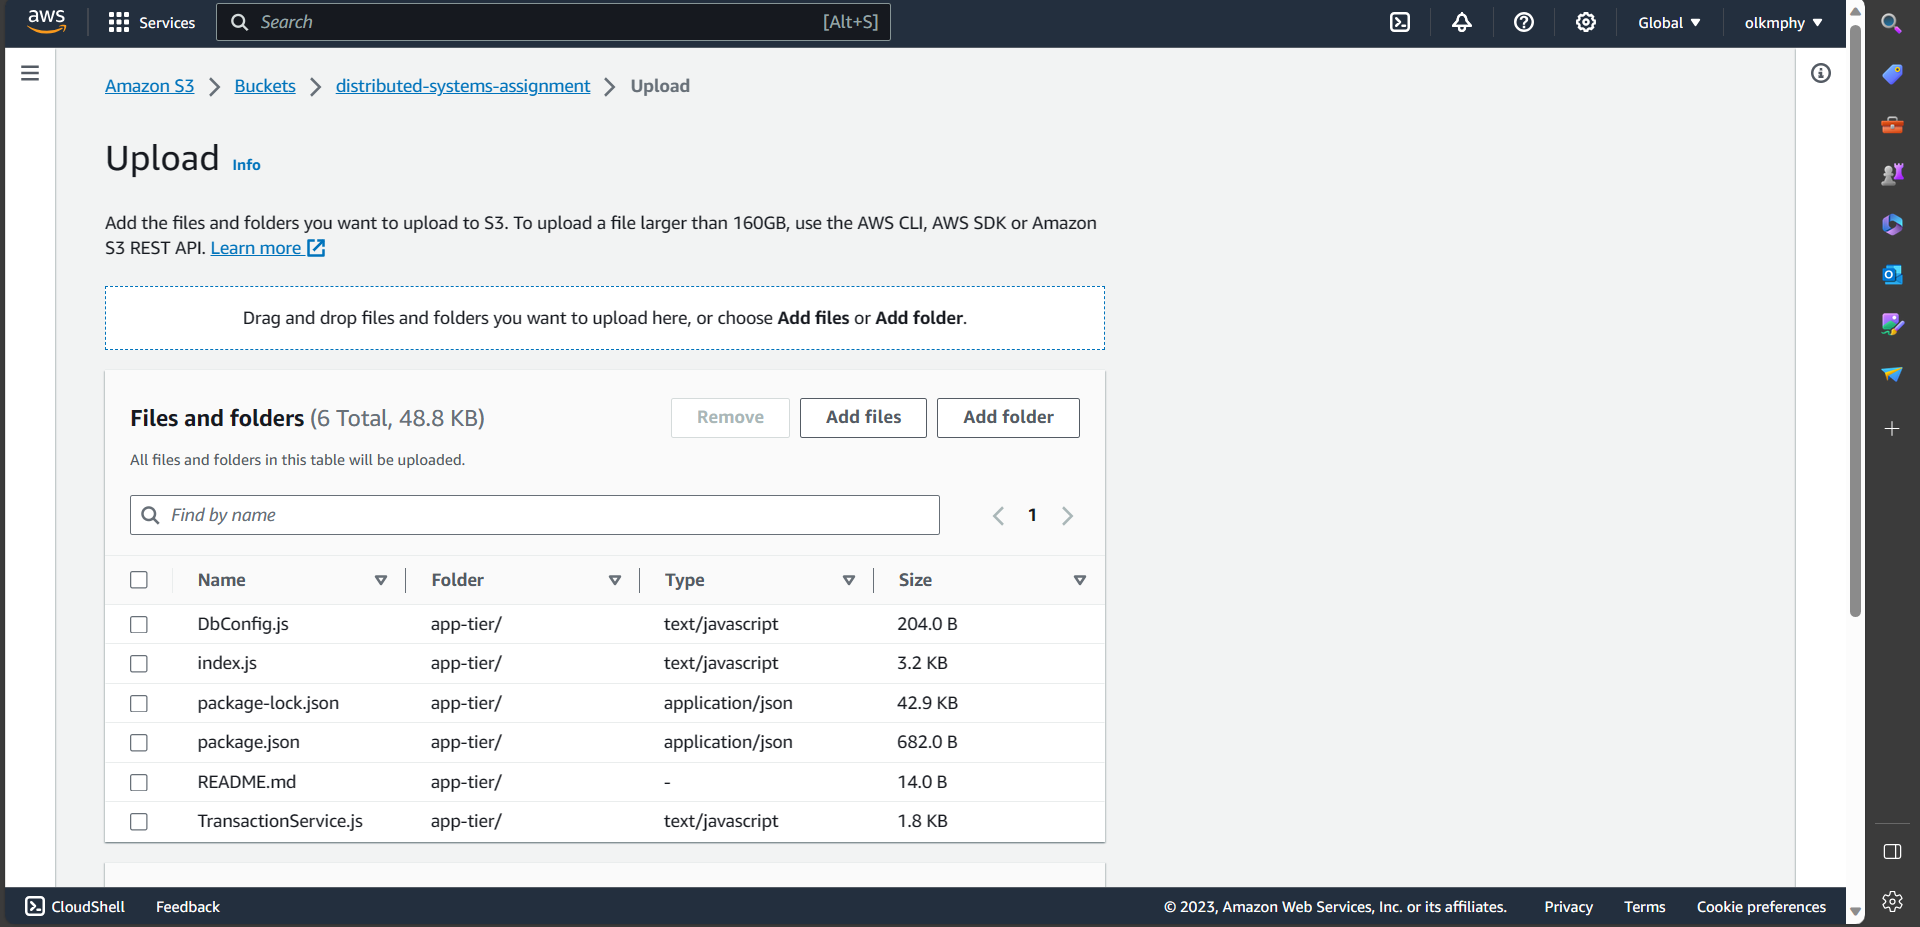 aws Services Search [Alt+S] Global olkmphy
Amazon S3 Buckets distributed-systems-assignment Upload
Upload Info
Add the files and folders you want to upload to S3. To upload a file larger than 160GB, use the AWS CLI, AWS SDK or Amazon
S3 REST API. Learn more
Drag and drop files and folders you want to upload here, or choose Add files or Add folder.
Files and folders (6 Total, 48.8 KB) Remove Add files Add folder
All files and folders in this table will be uploaded.
Find by name 1
Name Folder Type Size
DbConfig.js app-tier/ text/javascript 204.0 B
index.js app-tier/ text/javascript 3.2 KB
package-lock.json app-tier/ application/json 42.9 KB
package.json app-tier/ application/json 682.0 B
README.md app-tier/ - 14.0 B
TransactionService.js app-tier/ text/javascript 1.8 KB
CloudShell Feedback © 2023, Amazon Web Services, Inc. or its affiliates. Privacy Terms Cookie preferences